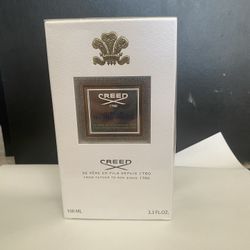 CREED
1760
CREED
DE PÈRE EN FILS DEPUIS 1760
FROM FATHER TO SON SINCE 1760
100 ML
3.3 FL.OZ.